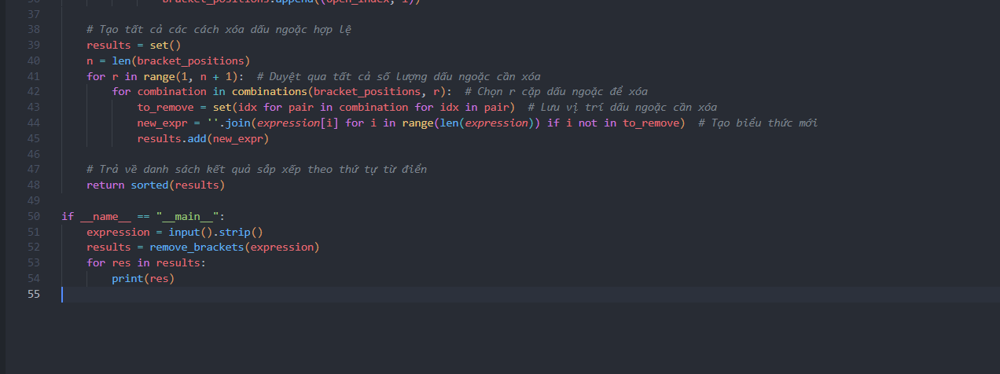 36 bracket_positions.append((open_index, i))
37
38 # Tạo tất cả các cách xóa dấu ngoặc hợp lệ
39 results = set()
40 n = len(bracket_positions)
41 for r in range(1, n + 1):  # Duyệt qua tất cả số lượng dấu ngoặc cần xóa
42 for combination in combinations(bracket_positions, r):  # Chọn r cặp dấu ngoặc để xóa
43 to_remove = set(idx for pair in combination for idx in pair)  # Lưu vị trí dấu ngoặc cần xóa
44 new_expr = ''.join(expression[i] for i in range(len(expression)) if i not in to_remove)  # Tạo biểu thức mới
45 results.add(new_expr)
46
47 # Trả về danh sách kết quả sắp xếp theo thứ tự từ điển
48 return sorted(results)
49
50 if __name__ == "__main__":
51 expression = input().strip()
52 results = remove_brackets(expression)
53 for res in results:
54 print(res)
55